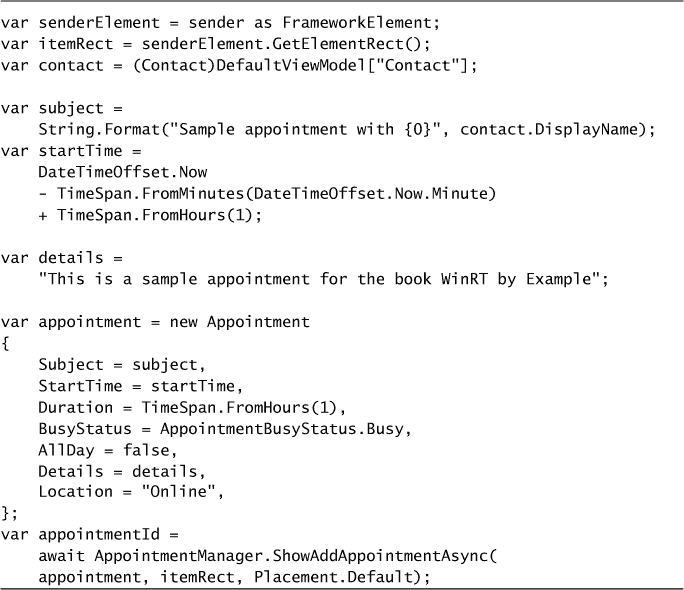 var senderElement = sender as FrameworkElement;
var itemRect = senderElement.GetElementRect();
var contact = (Contact)DefaultViewModel["Contact"];

var subject =
    String.Format("Sample appointment with {0}", contact.DisplayName);
var startTime =
    DateTimeOffset.Now
    - TimeSpan.FromMinutes(DateTimeOffset.Now.Minute)
    + TimeSpan.FromHours(1);

var details =
    "This is a sample appointment for the book WinRT by Example";

var appointment = new Appointment
{
    Subject = subject,
    StartTime = startTime,
    Duration = TimeSpan.FromHours(1),
    BusyStatus = AppointmentBusyStatus.Busy,
    AllDay = false,
    Details = details,
    Location = "Online",
};
var appointmentId =
    await AppointmentManager.ShowAddAppointmentAsync(
    appointment, itemRect, Placement.Default);